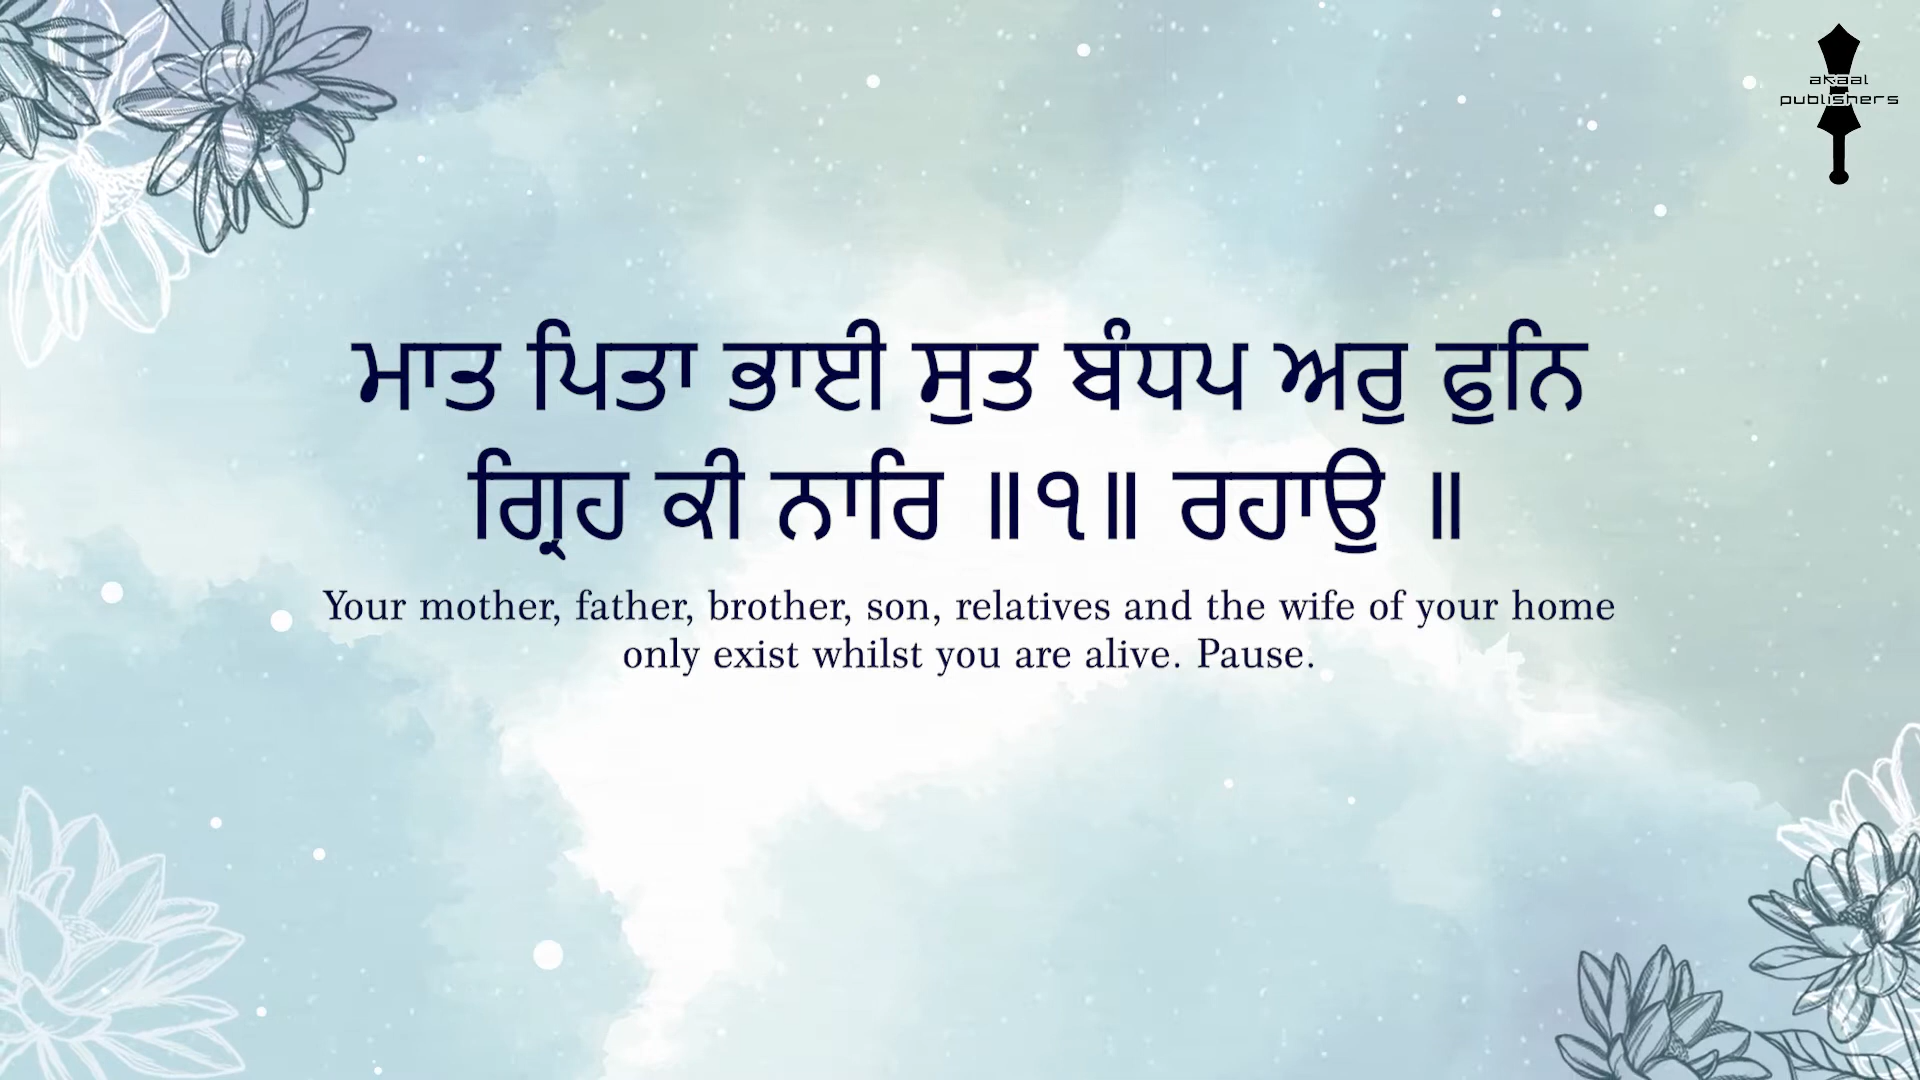 akaal
publishers
ਮਾਤ ਪਿਤਾ ਭਾਈ ਸੁਤ ਬੰਧਪ ਅਰੁ ਫੁਨਿ
ਗ੍ਰਿਹ ਕੀ ਨਾਰਿ ॥੧॥ ਰਹਾਉ ॥
Your mother, father, brother, son, relatives and the wife of your home
only exist whilst you are alive. Pause.